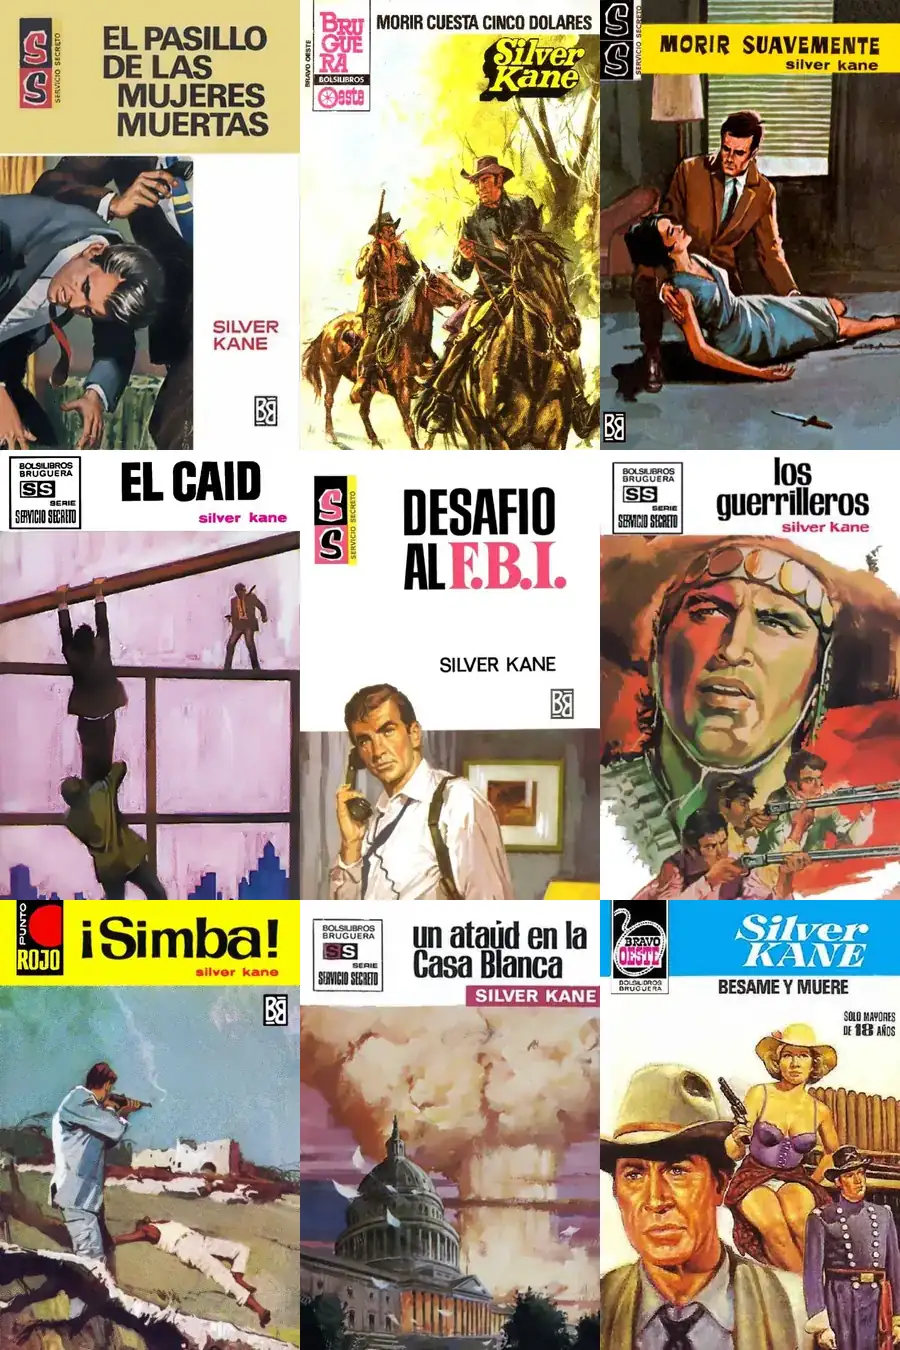 SS
SERVICIO SECRETO
EL PASILLO
DE LAS
MUJERES
MUERTAS
SILVER
KANE
BB
BRAVO OESTE
BRU
GUE
RA
BOLSILIBROS
Oeste
MORIR CUESTA CINCO DOLARES
Silver
Kane
SS
SERVICIO SECRETO
MORIR SUAVEMENTE
silver kane
BB
BOLSILIBROS
BRUGUERA
SS
SERIE
SERVICIO SECRETO
EL CAID
silver kane
SS
SERVICIO SECRETO
DESAFIO
AL F.B.I.
SILVER KANE
BB
BOLSILIBROS
BRUGUERA
SS
SERIE
SERVICIO SECRETO
los
guerrilleros
silver kane
PUNTO
ROJO
¡Simba!
silver kane
BB
BOLSILIBROS
BRUGUERA
SS
SERIE
SERVICIO SECRETO
un ataúd en la
Casa Blanca
SILVER KANE
BRAVO
OESTE
BOLSILIBROS
BRUGUERA
Silver
KANE
BESAME Y MUERE
SOLO MAYORES
DE 18 AÑOS